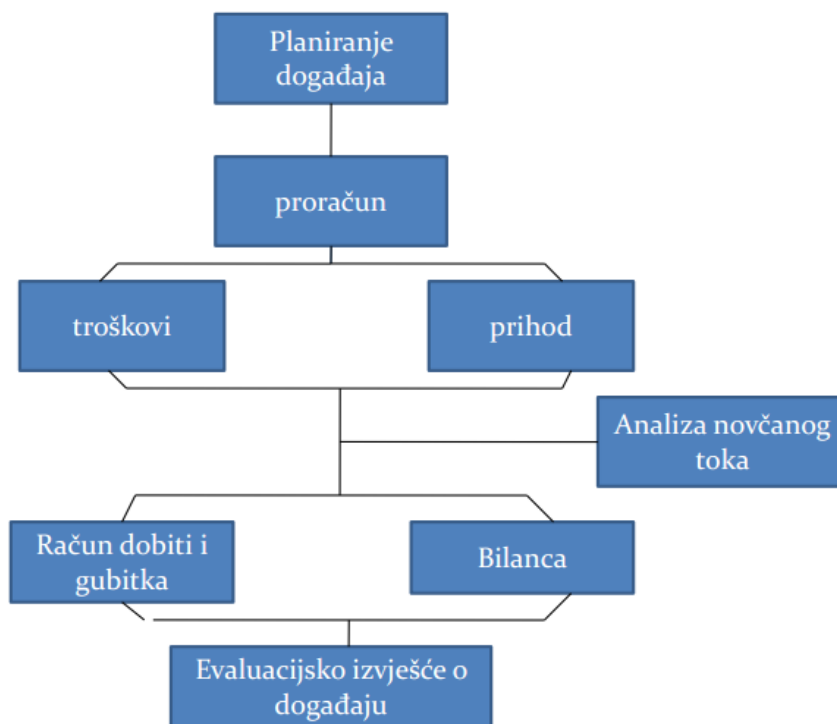 Planiranje
događaja
proračun
troškovi
prihod
Analiza novčanog
toka
Račun dobiti i
gubitka
Bilanca
Evaluacijsko izvješće o
događaju